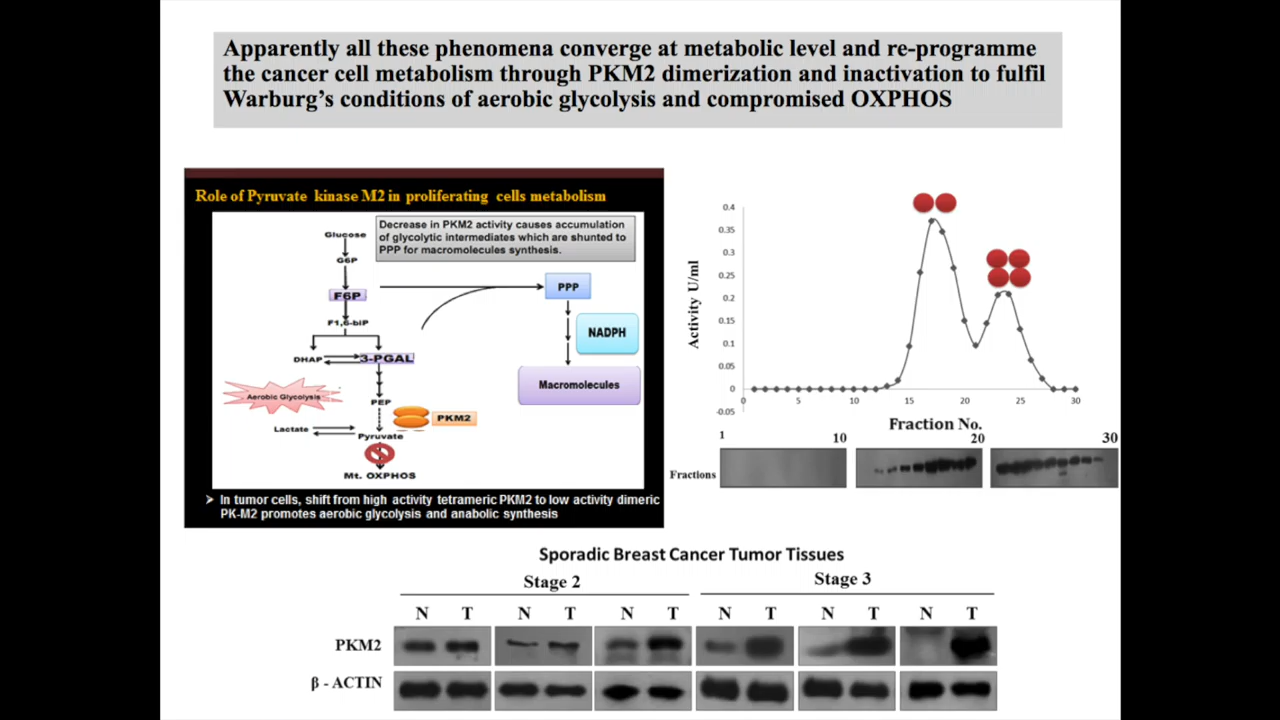 Apparently all these phenomena converge at metabolic level and re-programme
the cancer cell metabolism through PKM2 dimerization and inactivation to fulfil
Warburg's conditions of aerobic glycolysis and compromised OXPHOS
Role of Pyruvate kinase M2 in proliferating cells metabolism
Decrease in PKM2 activity causes accumulation
of glycolytic intermediates which are shunted to
PPP for macromolecules synthesis.
Glucose
G6P
F6P
PPP
F1,6-biP
NADPH
DHAP
3-PGAL
Macromolecules
Aerobic Glycolysis
PEP
PKM2
Lactate
Pyruvate
Mt. OXPHOS
➤ In tumor cells, shift from high activity tetrameric PKM2 to low activity dimeric
PK-M2 promotes aerobic glycolysis and anabolic synthesis
Activity U/ml
0.4
0.35
0.3
0.25
0.2
0.15
0.1
0.05
0
-0.05
0 5 10 15 20 25 30
Fraction No.
1 10 20 30
Fractions
Sporadic Breast Cancer Tumor Tissues
Stage 2 Stage 3
N T N T N T N T N T N T
PKM2
β - ACTIN